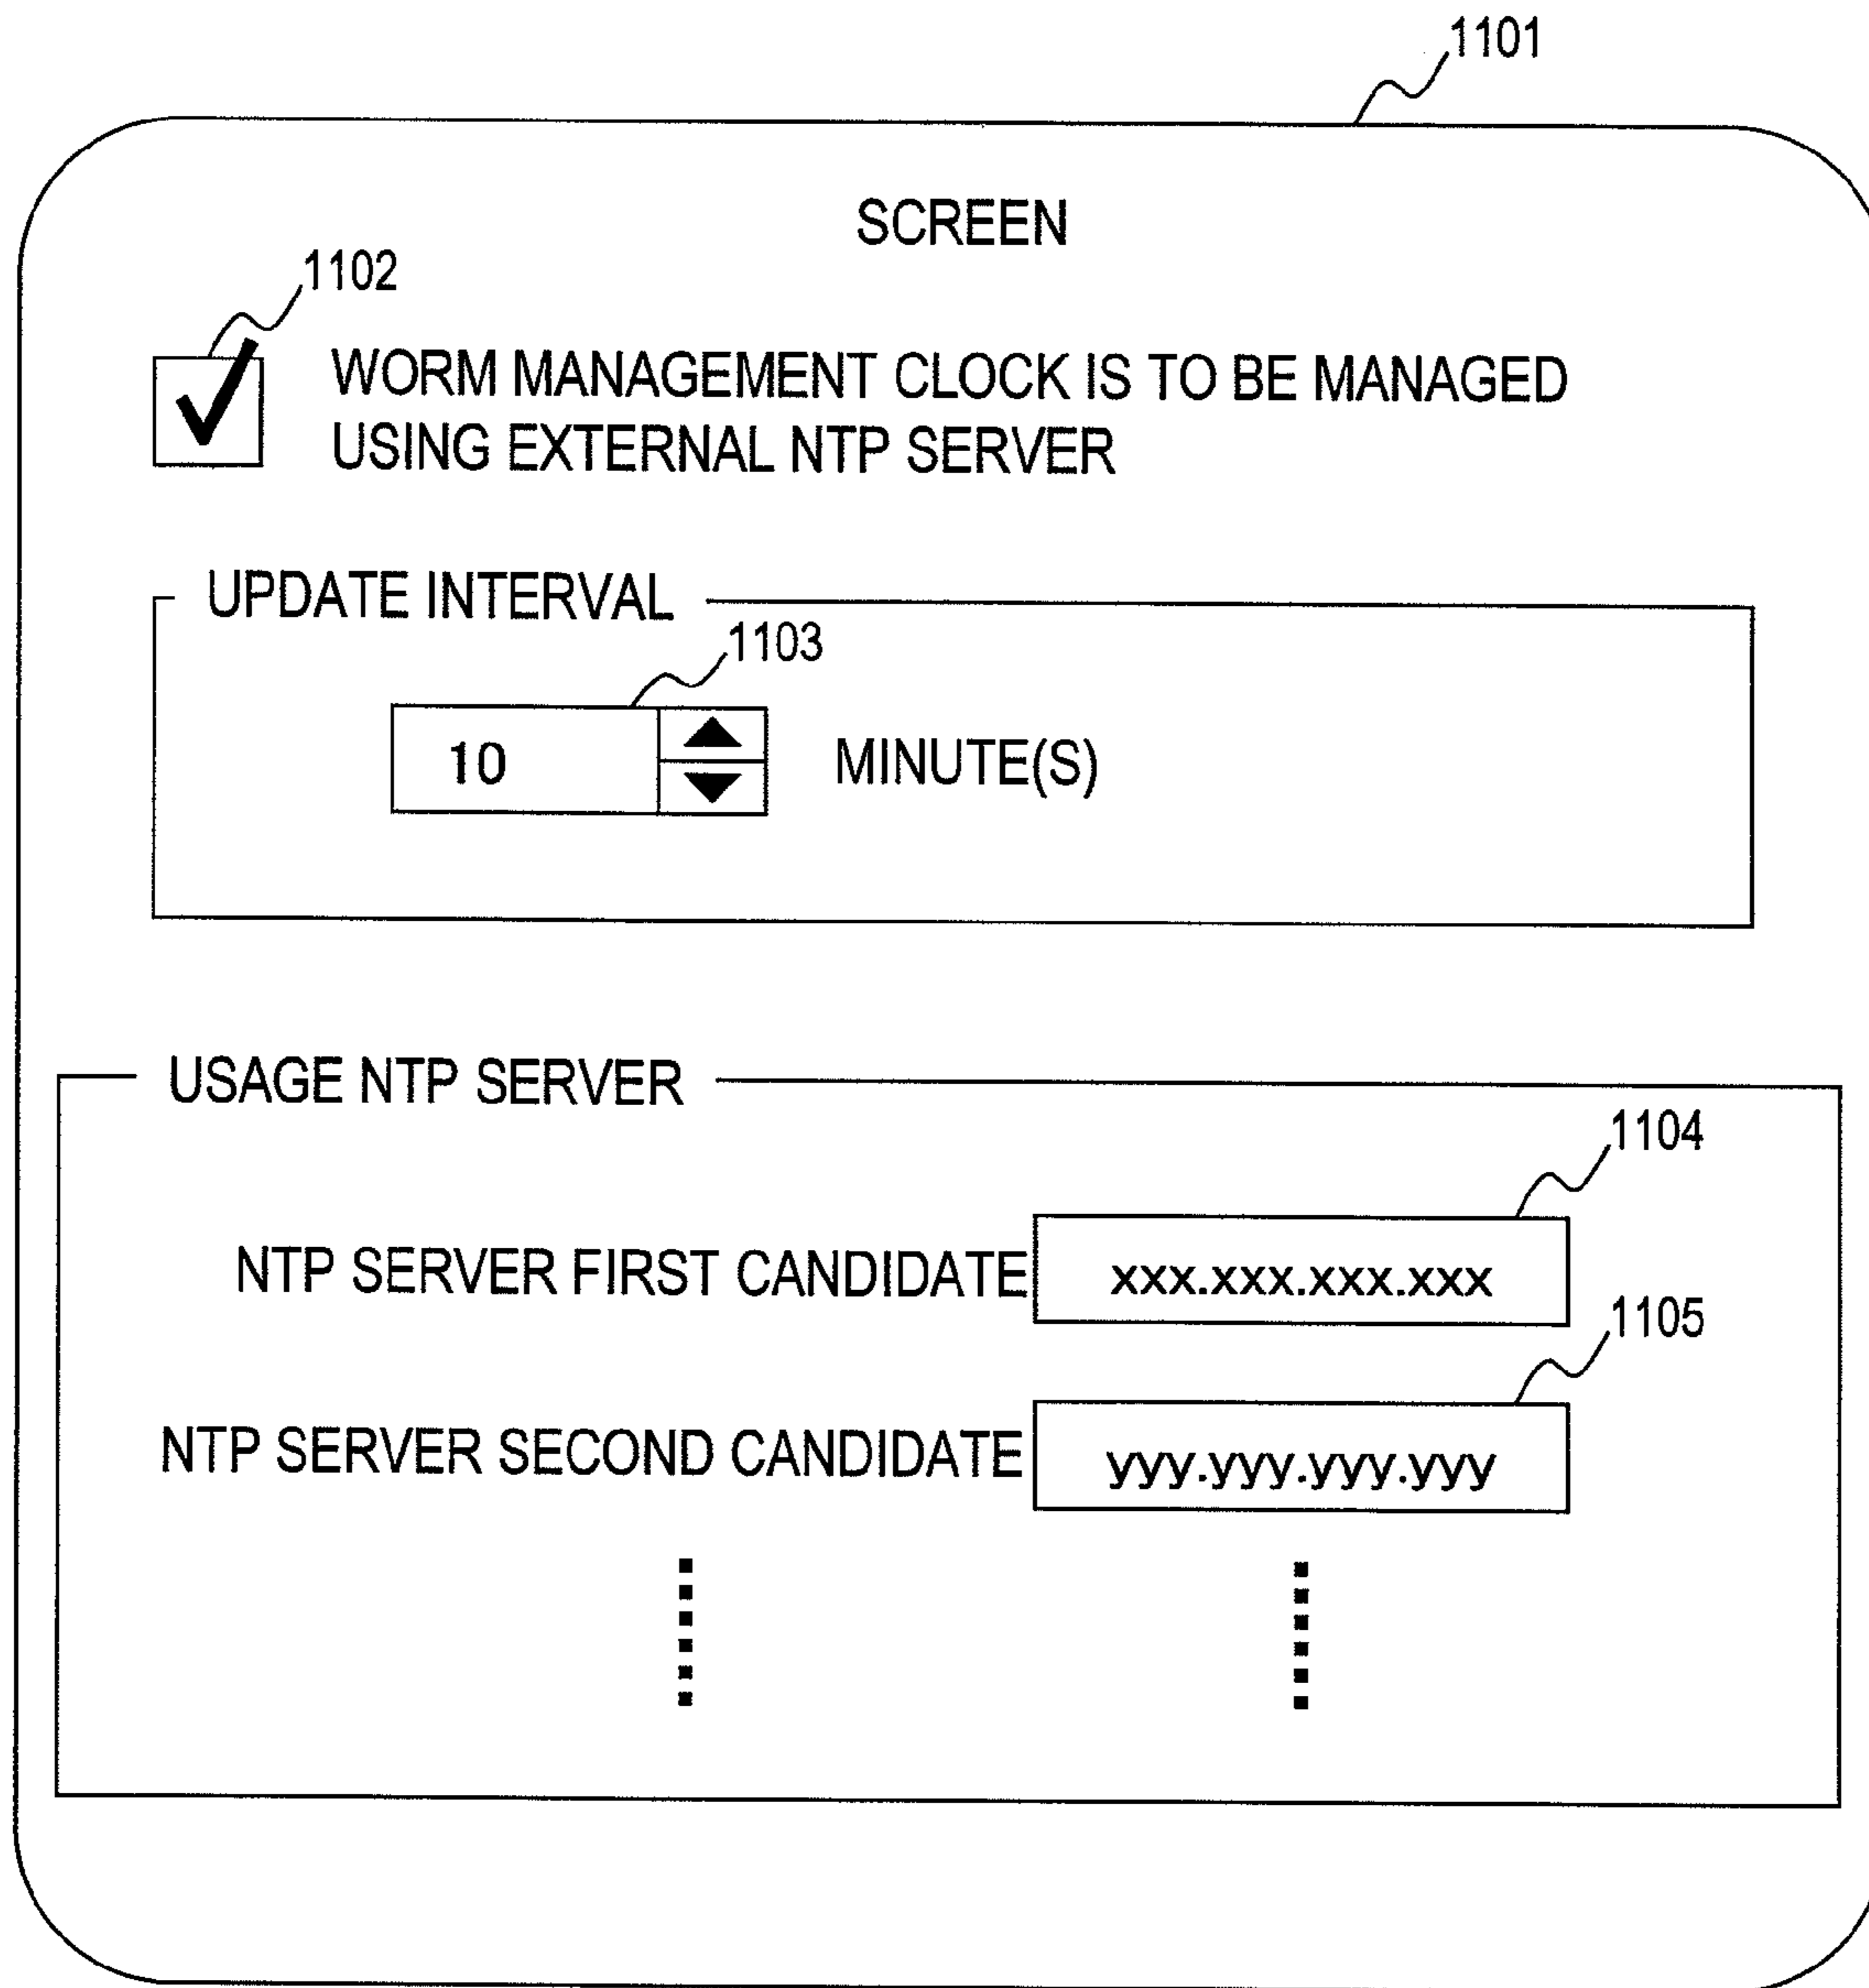 1101
SCREEN
1102
WORM MANAGEMENT CLOCK IS TO BE MANAGED
USING EXTERNAL NTP SERVER
UPDATE INTERVAL
1103
10 MINUTE(S)
USAGE NTP SERVER
1104
NTP SERVER FIRST CANDIDATE xxx.xxx.xxx.xxx
1105
NTP SERVER SECOND CANDIDATE yyy.yyy.yyy.yyy